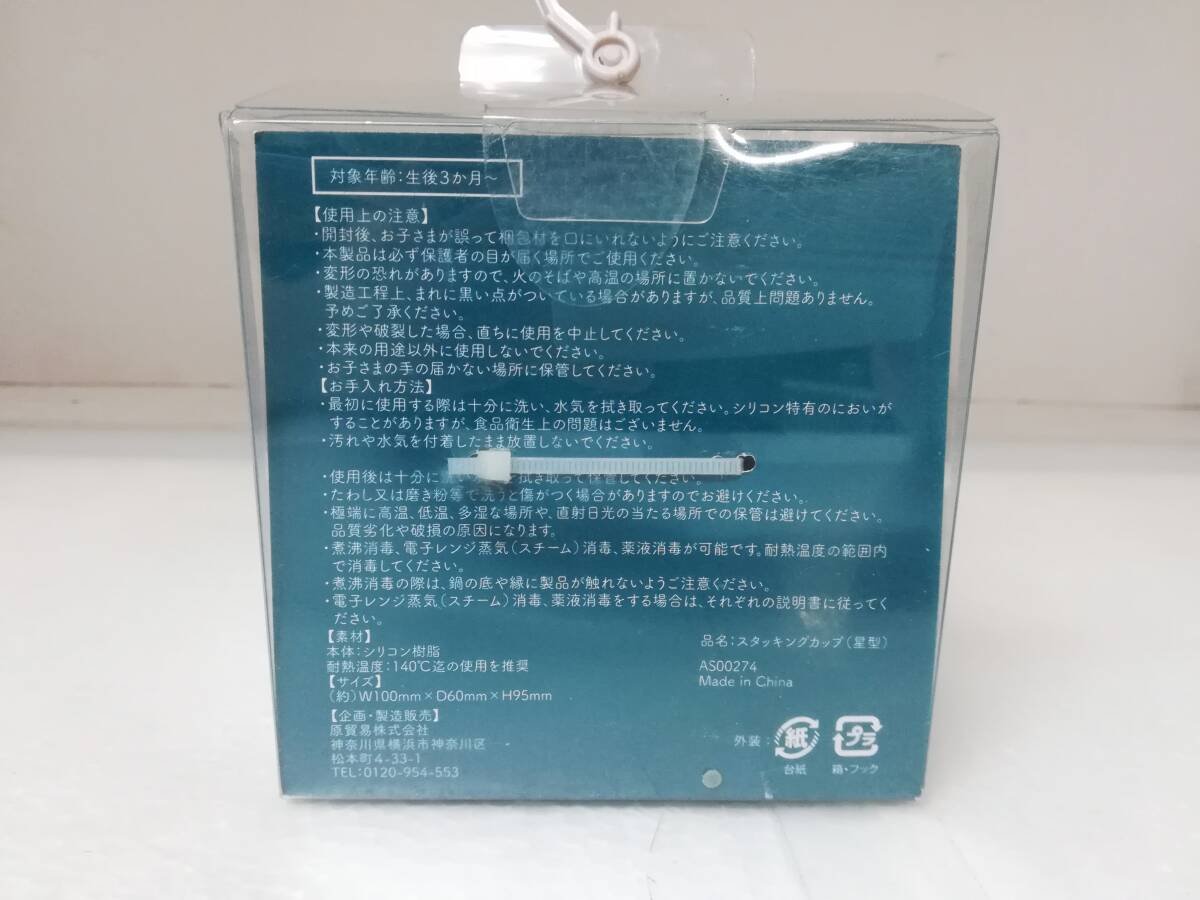 対象年齢:生後3か月~
【使用上の注意】
・開封後、お子さまが誤って梱包材を口にいれないようにご注意ください。
・本製品は必ず保護者の目が届く場所でご使用ください。
・変形の恐れがありますので、火のそばや高温の場所に置かないでください。
・製造工程上、まれに黒い点がついている場合がありますが、品質上問題ありません。
予めご了承ください。
・変形や破裂した場合、直ちに使用を中止してください。
・本来の用途以外に使用しないでください。
・お子さまの手の届かない場所に保管してください。
【お手入れ方法】
・最初に使用する際は十分に洗い、水気を拭き取ってください。シリコン特有のにおいが
することがありますが、食品衛生上の問題はございません。
・汚れや水気を付着したまま放置しないでください。
・使用後は十分に洗い 拭き取って保管してください。
・たわし又は磨き粉等で洗うと傷がつく場合がありますのでお避けください。
・極端に高温、低温、多湿な場所や、直射日光の当たる場所での保管は避けてください。
品質劣化や破損の原因になります。
・煮沸消毒、電子レンジ蒸気(スチーム)消毒、薬液消毒が可能です。耐熱温度の範囲内
で消毒してください。
・煮沸消毒の際は、鍋の底や縁に製品が触れないようご注意ください。
・電子レンジ蒸気(スチーム)消毒、薬液消毒をする場合は、それぞれの説明書に従ってく
ださい。
【素材】
本体:シリコン樹脂
耐熱温度:140℃迄の使用を推奨
【サイズ】
(約)W100mm×D60mm×H95mm
【企画・製造販売】
原貿易株式会社
神奈川県横浜市神奈川区
松本町4-33-1
TEL:0120-954-553
品名:スタッキングカップ(星型)
AS00274
Made in China
外装: 紙 プラ
台紙 箱・フック